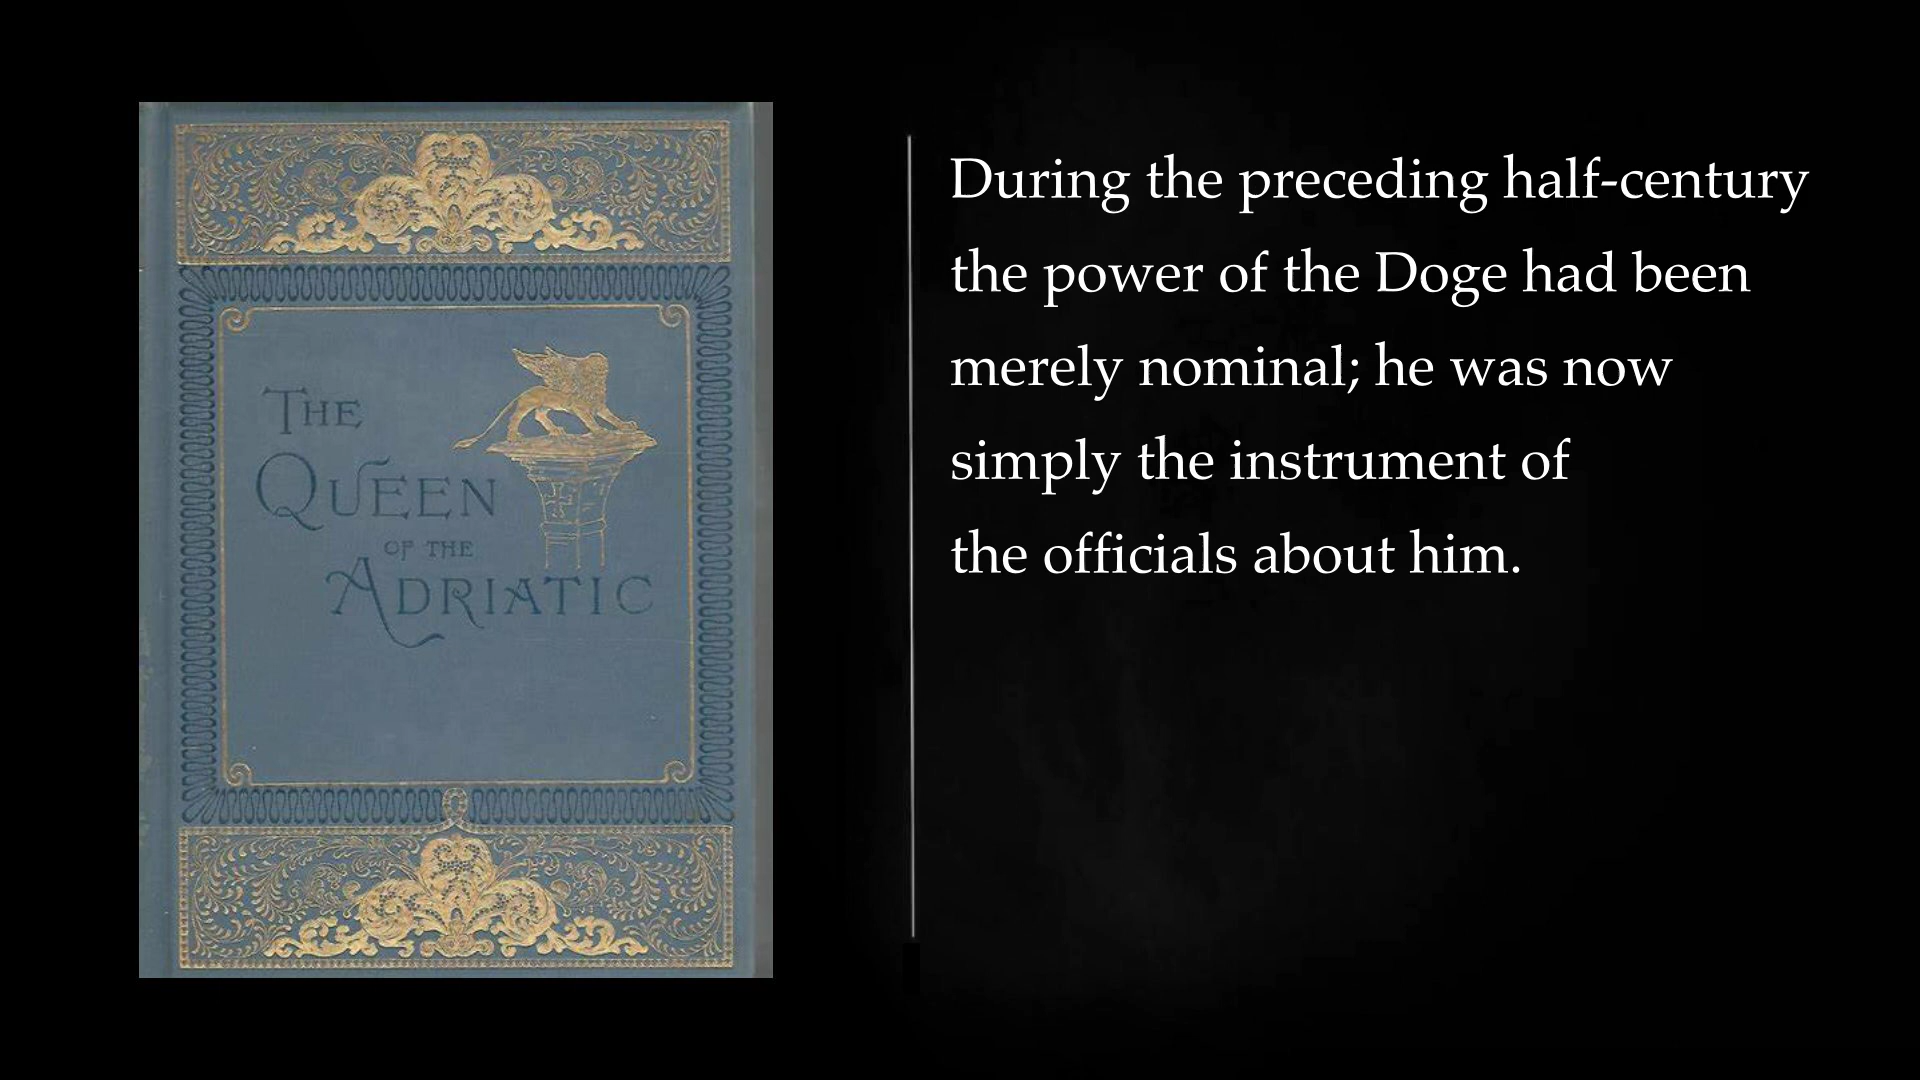 THE
QUEEN
OF THE
ADRIATIC
During the preceding half-century
the power of the Doge had been
merely nominal; he was now
simply the instrument of
the officials about him.